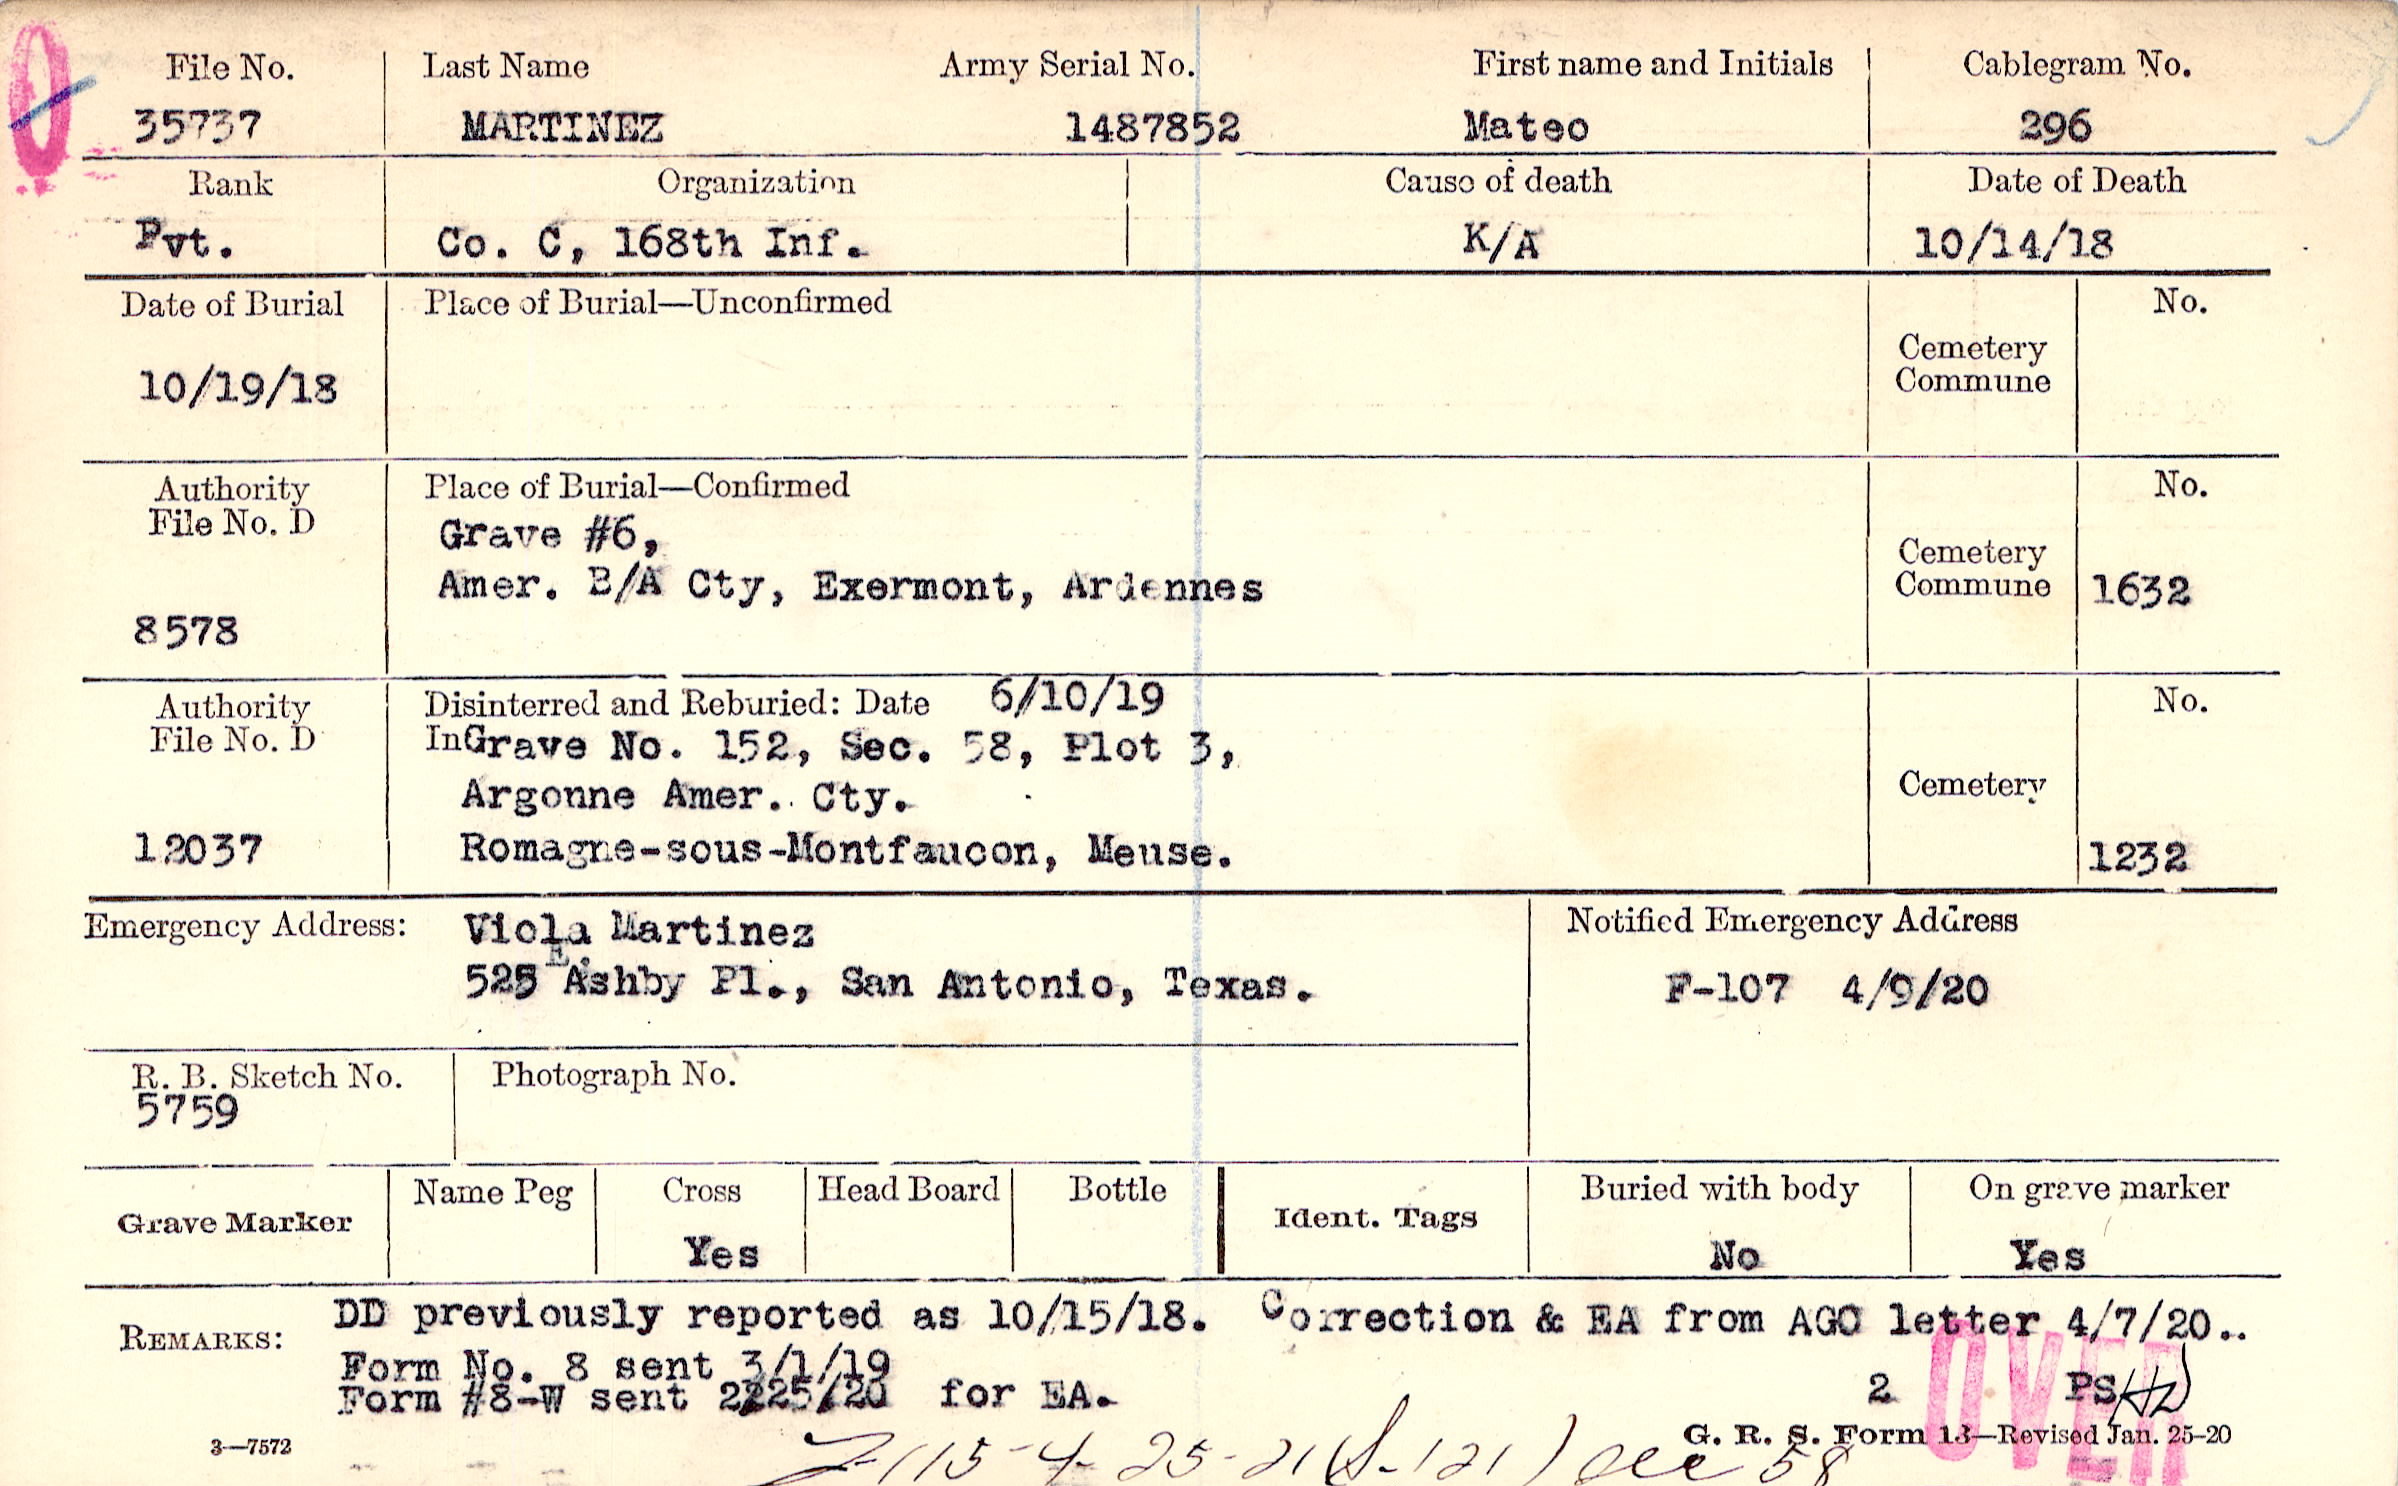 File No. Last Name Army Serial No. First name and Initials Cablegram No.
35737 MARTINEZ 1487852 Mateo 296
Rank Organization Cause of death Date of Death
Pvt. Co. C, 168th Inf. K/A 10/14/18
Date of Burial Place of Burial—Unconfirmed No.
Cemetery
Commune
10/19/18
Authority Place of Burial—Confirmed No.
File No. D Grave #6,
Cemetery
Amer. B/A Cty, Exermont, Ardennes Commune 1632
8578
Authority Disinterred and Reburied: Date 6/10/19 No.
File No. D In Grave No. 152, Sec. 58, Plot 3,
Argonne Amer. Cty. Cemetery
12037 Romagne-sous-Montfaucon, Meuse. 1232
Emergency Address: Viola Martinez Notified Emergency Address
525 E. Ashby Pl., San Antonio, Texas. F-107 4/9/20
R. B. Sketch No. Photograph No.
5759
Grave Marker Name Peg Cross Head Board Bottle Ident. Tags Buried with body On grave marker
Yes No Yes
REMARKS: DD previously reported as 10/15/18. Correction & EA from AGO letter 4/7/20..
Form No. 8 sent 3/1/19
Form #8-W sent 2/25/20 for EA. 2 PS
G. R. S. Form 13—Revised Jan. 25-20
3—7572
OVER